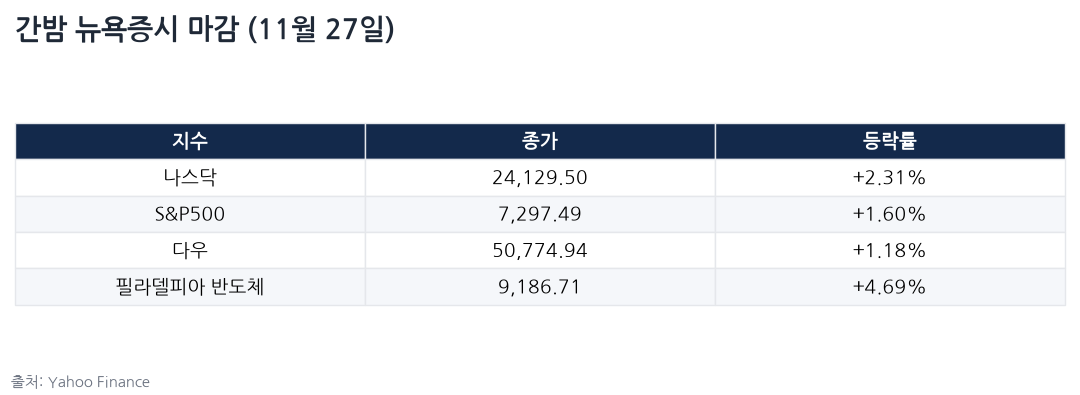 간밤 뉴욕증시 마감 (11월 27일)
지수 종가 등락률
나스닥 24,129.50 +2.31%
S&P500 7,297.49 +1.60%
다우 50,774.94 +1.18%
필라델피아 반도체 9,186.71 +4.69%
출처: Yahoo Finance